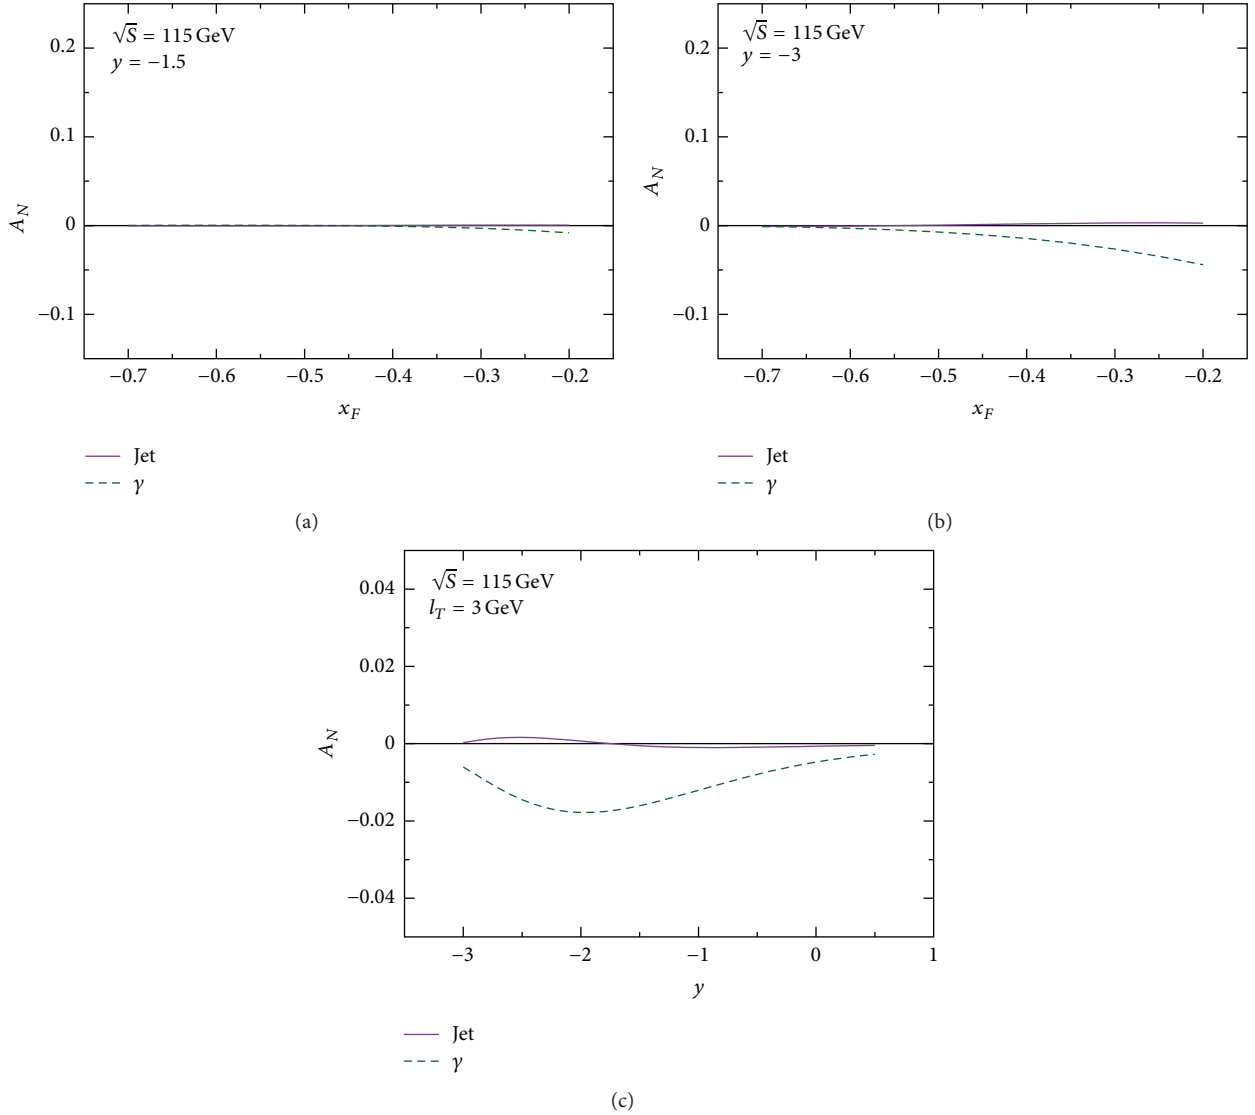 √S = 115 GeV
y = −1.5
0.2
0.1
0
−0.1
A_N
−0.7 −0.6 −0.5 −0.4 −0.3 −0.2
x_F
Jet
γ
(a)
√S = 115 GeV
y = −3
0.2
0.1
0
−0.1
A_N
−0.7 −0.6 −0.5 −0.4 −0.3 −0.2
x_F
Jet
γ
(b)
√S = 115 GeV
l_T = 3 GeV
0.04
0.02
0
−0.02
−0.04
A_N
−3 −2 −1 0 1
y
Jet
γ
(c)